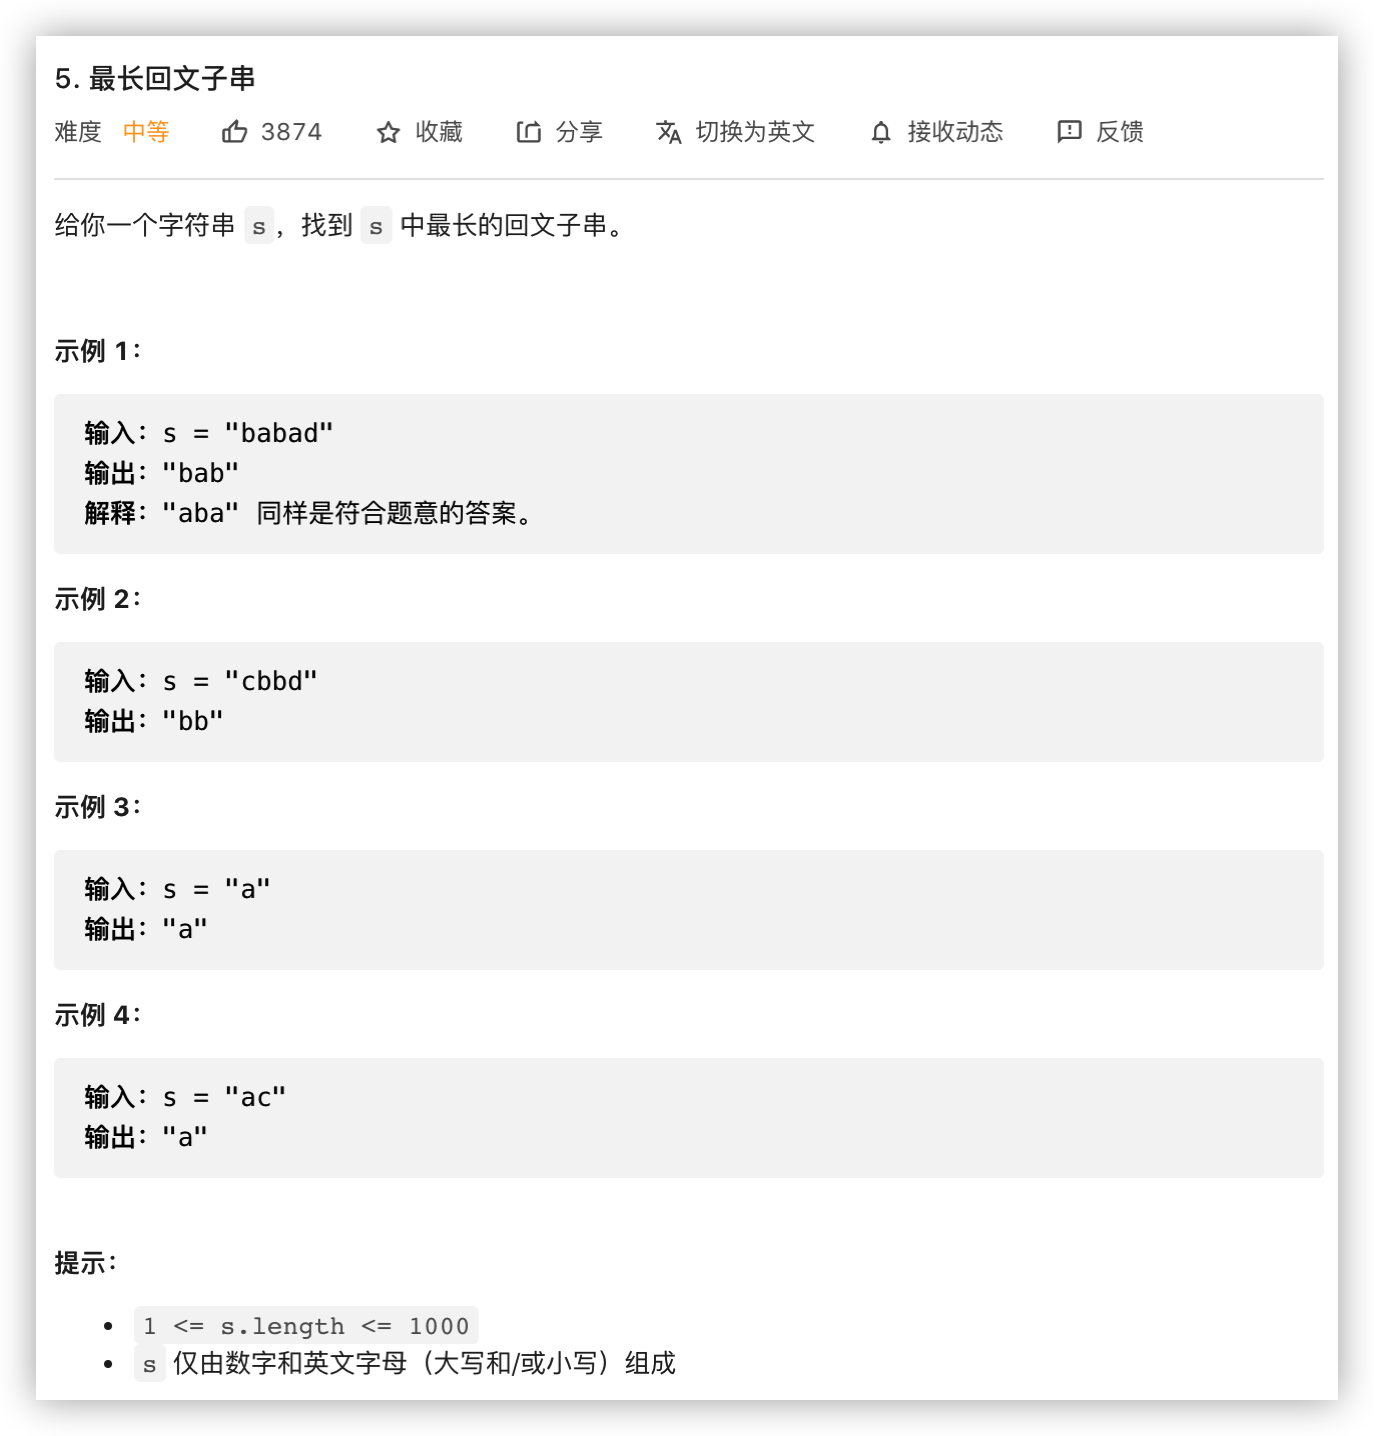 5. 最长回文子串
难度 中等 3874 收藏 分享 切换为英文 接收动态 反馈
给你一个字符串 s，找到 s 中最长的回文子串。
示例 1：
输入：s = "babad"
输出："bab"
解释："aba" 同样是符合题意的答案。
示例 2：
输入：s = "cbbd"
输出："bb"
示例 3：
输入：s = "a"
输出："a"
示例 4：
输入：s = "ac"
输出："a"
提示：
• 1 <= s.length <= 1000
• s 仅由数字和英文字母（大写和/或小写）组成